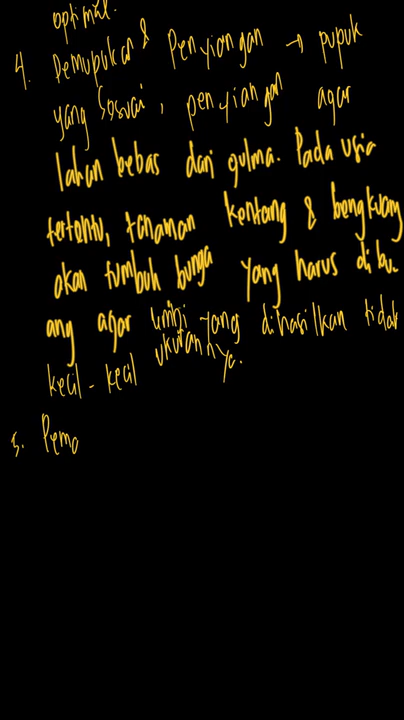 optimal.
4. Pemupukan & Penyiangan → pupuk
yang sesuai, penyiangan agar
lahan bebas dari gulma. Pada usia
tertentu, tanaman kentang & bengkuang
akan tumbuh bunga yang harus dibu-
ang agar umbi yang dihasilkan tidak
kecil-kecil ukurannya.
5. Pema